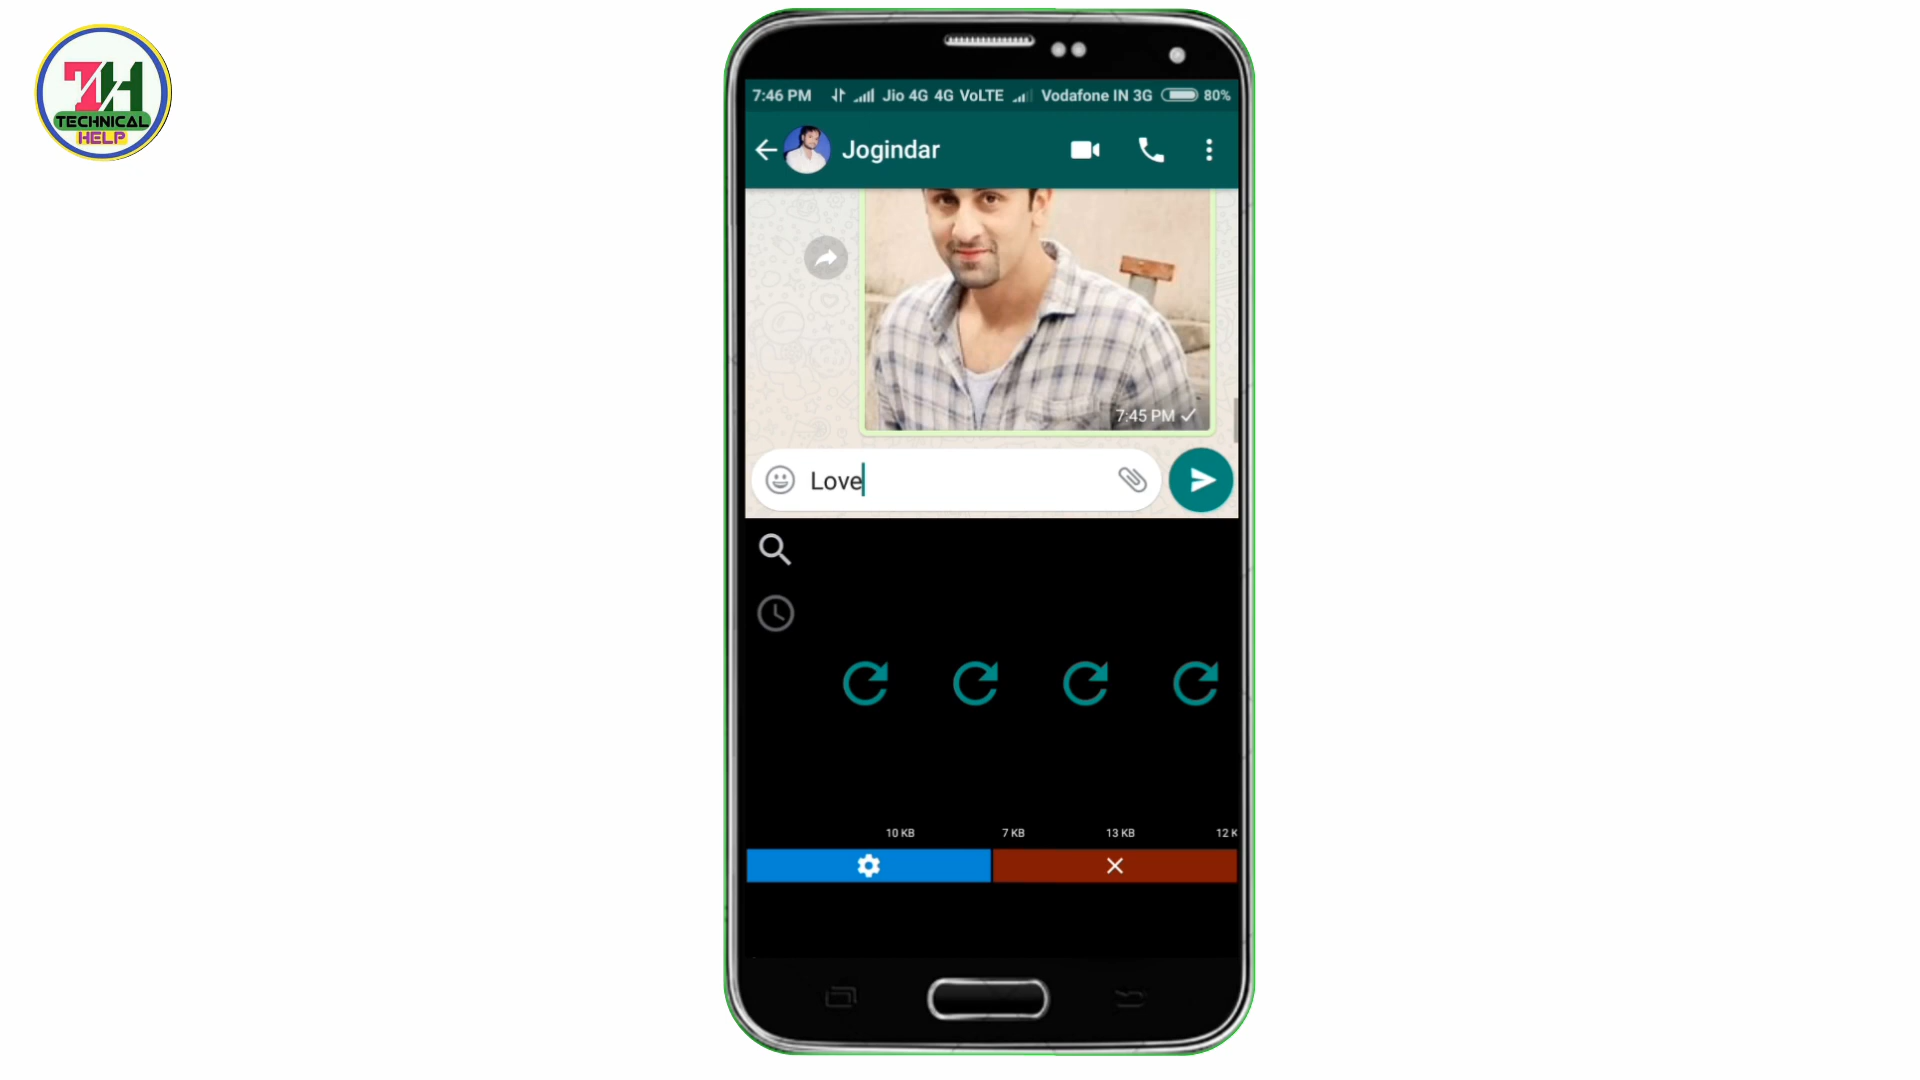 TH
TECHNICAL
HELP
7:46 PM Jio 4G 4G VoLTE Vodafone IN 3G 80%
Jogindar
7:45 PM
Love
10 KB 7 KB 13 KB 12 K